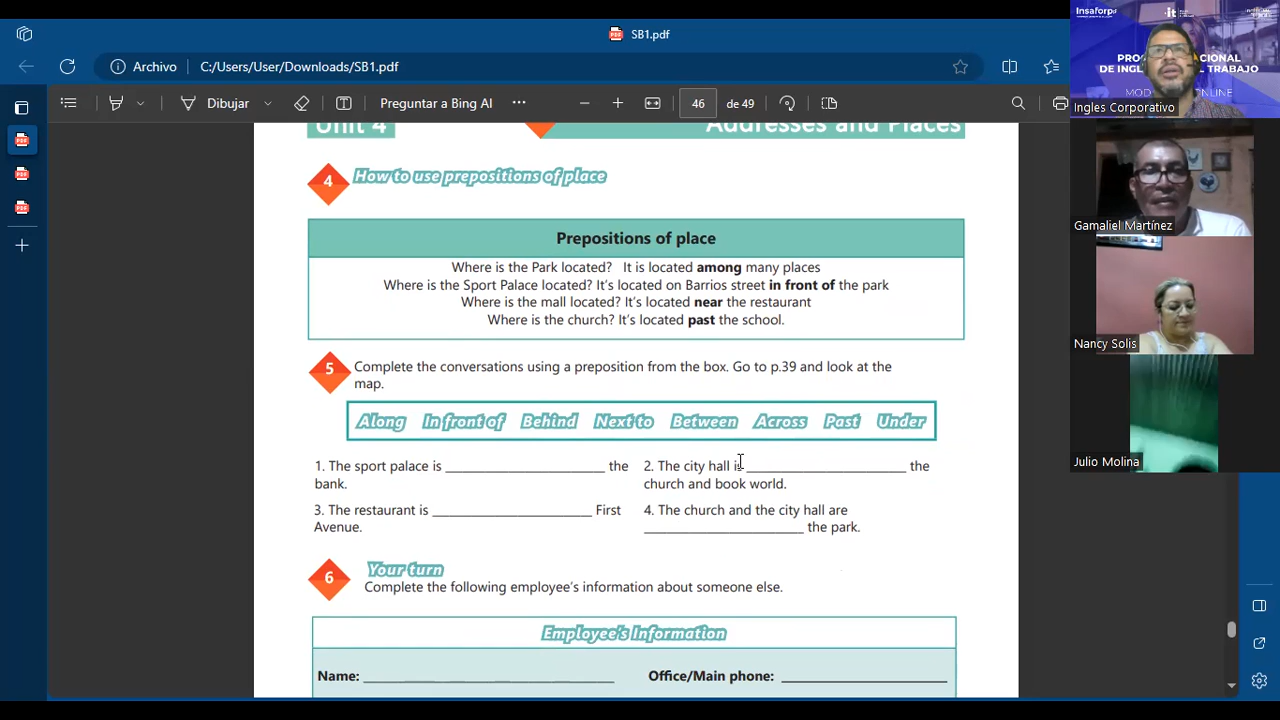 SB1.pdf
Archivo
C:/Users/User/Downloads/SB1.pdf
Dibujar
Preguntar a Bing AI
46
de 49
Unit 4
Addresses and Places
4
How to use prepositions of place
Prepositions of place
Where is the Park located? It is located among many places
Where is the Sport Palace located? It's located on Barrios street in front of the park
Where is the mall located? It's located near the restaurant
Where is the church? It's located past the school.
5
Complete the conversations using a preposition from the box. Go to p.39 and look at the
map.
Along In front of Behind Next to Between Across Past Under
1. The sport palace is ______________________ the
bank.
2. The city hall is ______________________ the
church and book world.
3. The restaurant is ______________________ First
Avenue.
4. The church and the city hall are
______________________ the park.
6
Your turn
Complete the following employee's information about someone else.
Employee's Information
Name: ___________________________________
Office/Main phone: ______________________
Insaforp
it
DE INGL
TRABAJO
Ingles Corporativo
Gamaliel Martínez
Nancy Solis
Julio Molina